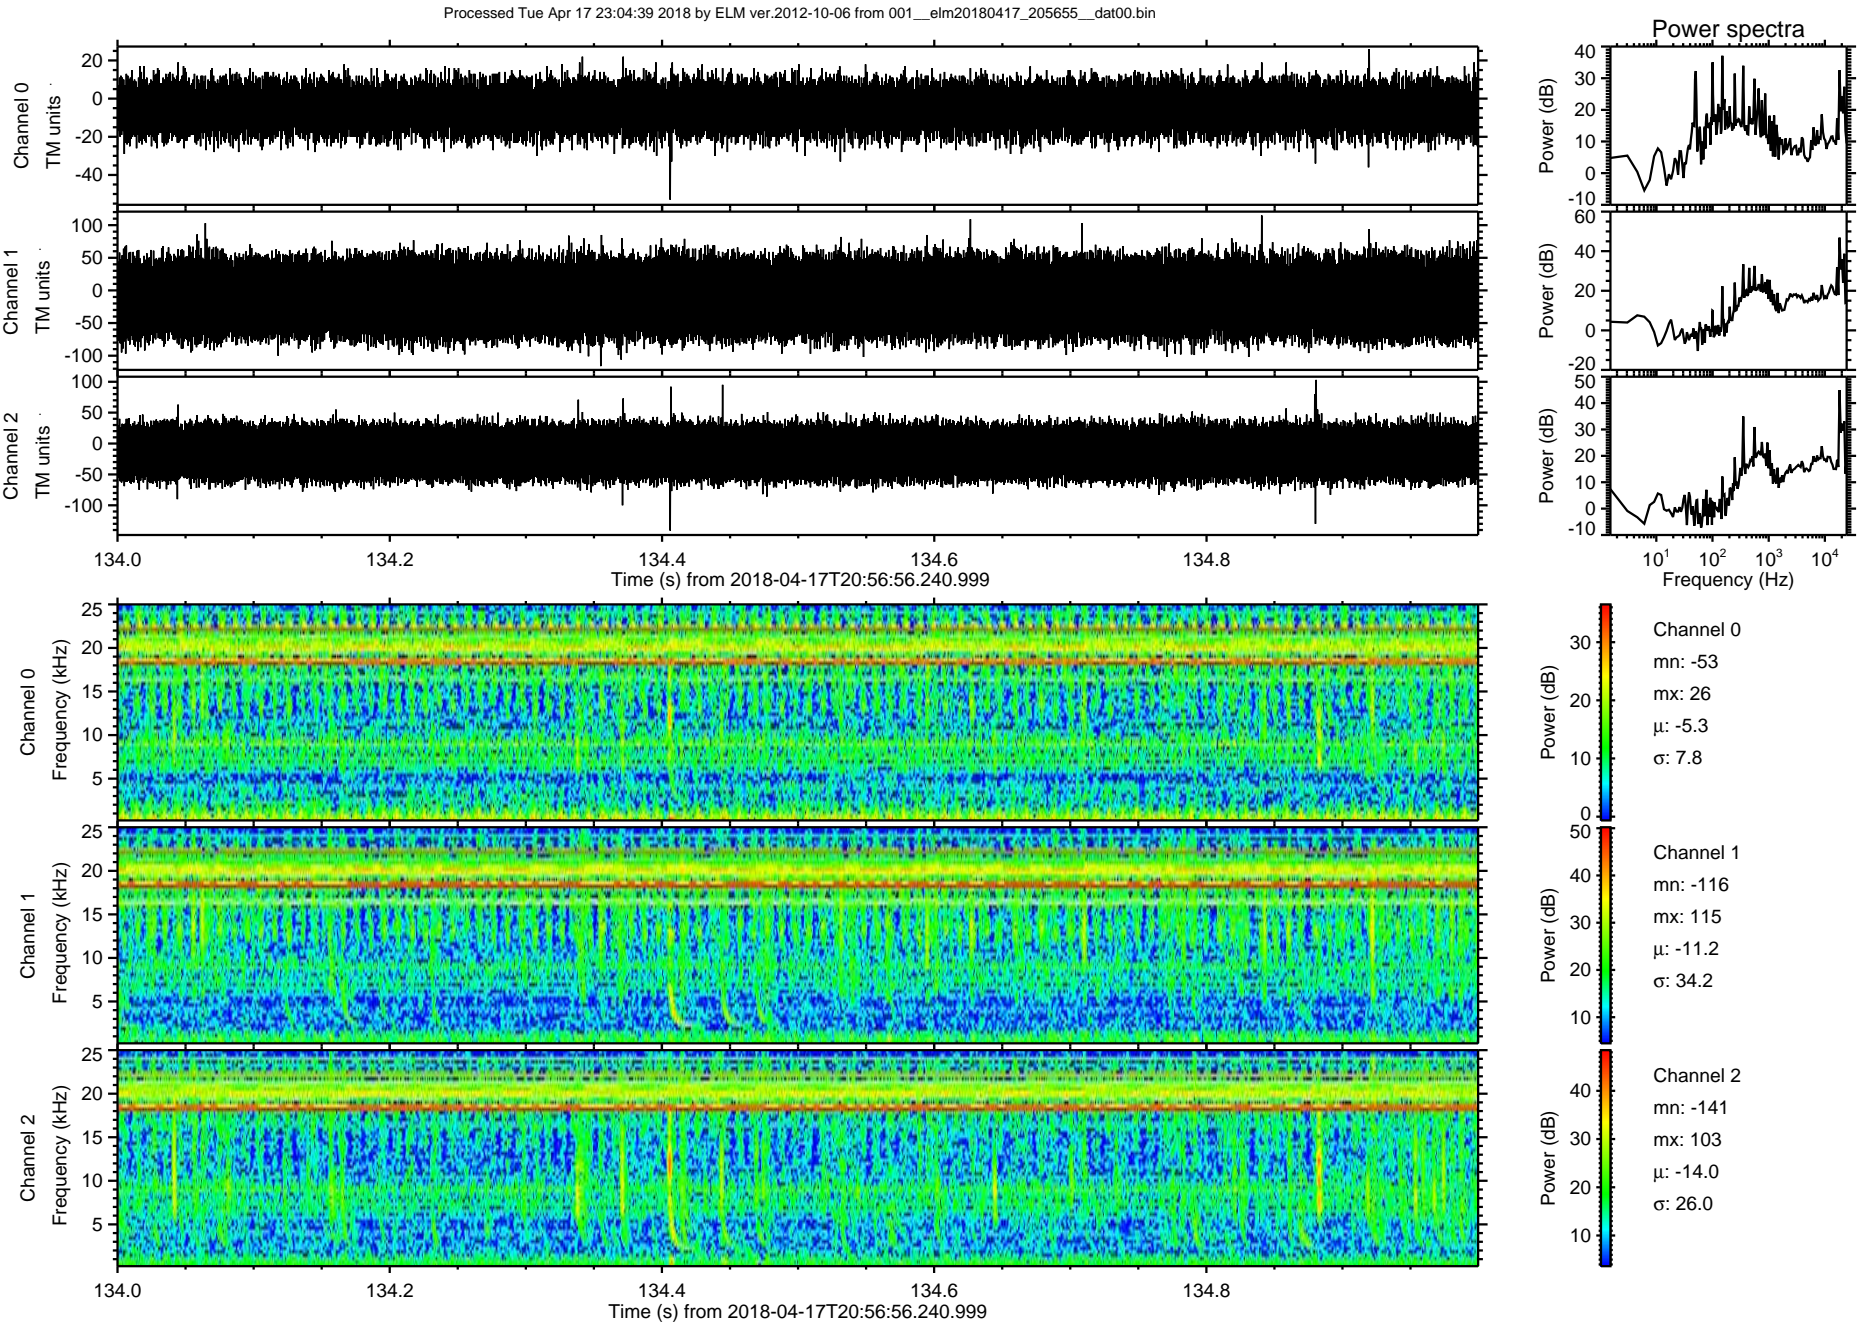 Processed Tue Apr 17 23:04:39 2018 by ELM ver.2012-10-06 from 001__elm20180417_205655__dat00.bin
Power spectra
Channel 0
TM units
20
0
-20
-40
Power (dB)
40
30
20
10
0
-10
Channel 1
TM units
100
50
0
-50
-100
Power (dB)
60
40
20
0
-20
Channel 2
TM units
100
50
0
-50
-100
Power (dB)
50
40
30
20
10
0
-10
134.0 134.2 134.4 134.6 134.8
Time (s) from 2018-04-17T20:56:56.240.999
10^1 10^2 10^3 10^4
Frequency (Hz)
Channel 0
Frequency (kHz)
25
20
15
10
5
Power (dB)
30
20
10
0
Channel 0
mn: -53
mx: 26
μ: -5.3
σ: 7.8
Channel 1
Frequency (kHz)
25
20
15
10
5
Power (dB)
50
40
30
20
10
Channel 1
mn: -116
mx: 115
μ: -11.2
σ: 34.2
Channel 2
Frequency (kHz)
25
20
15
10
5
Power (dB)
40
30
20
10
Channel 2
mn: -141
mx: 103
μ: -14.0
σ: 26.0
134.0 134.2 134.4 134.6 134.8
Time (s) from 2018-04-17T20:56:56.240.999